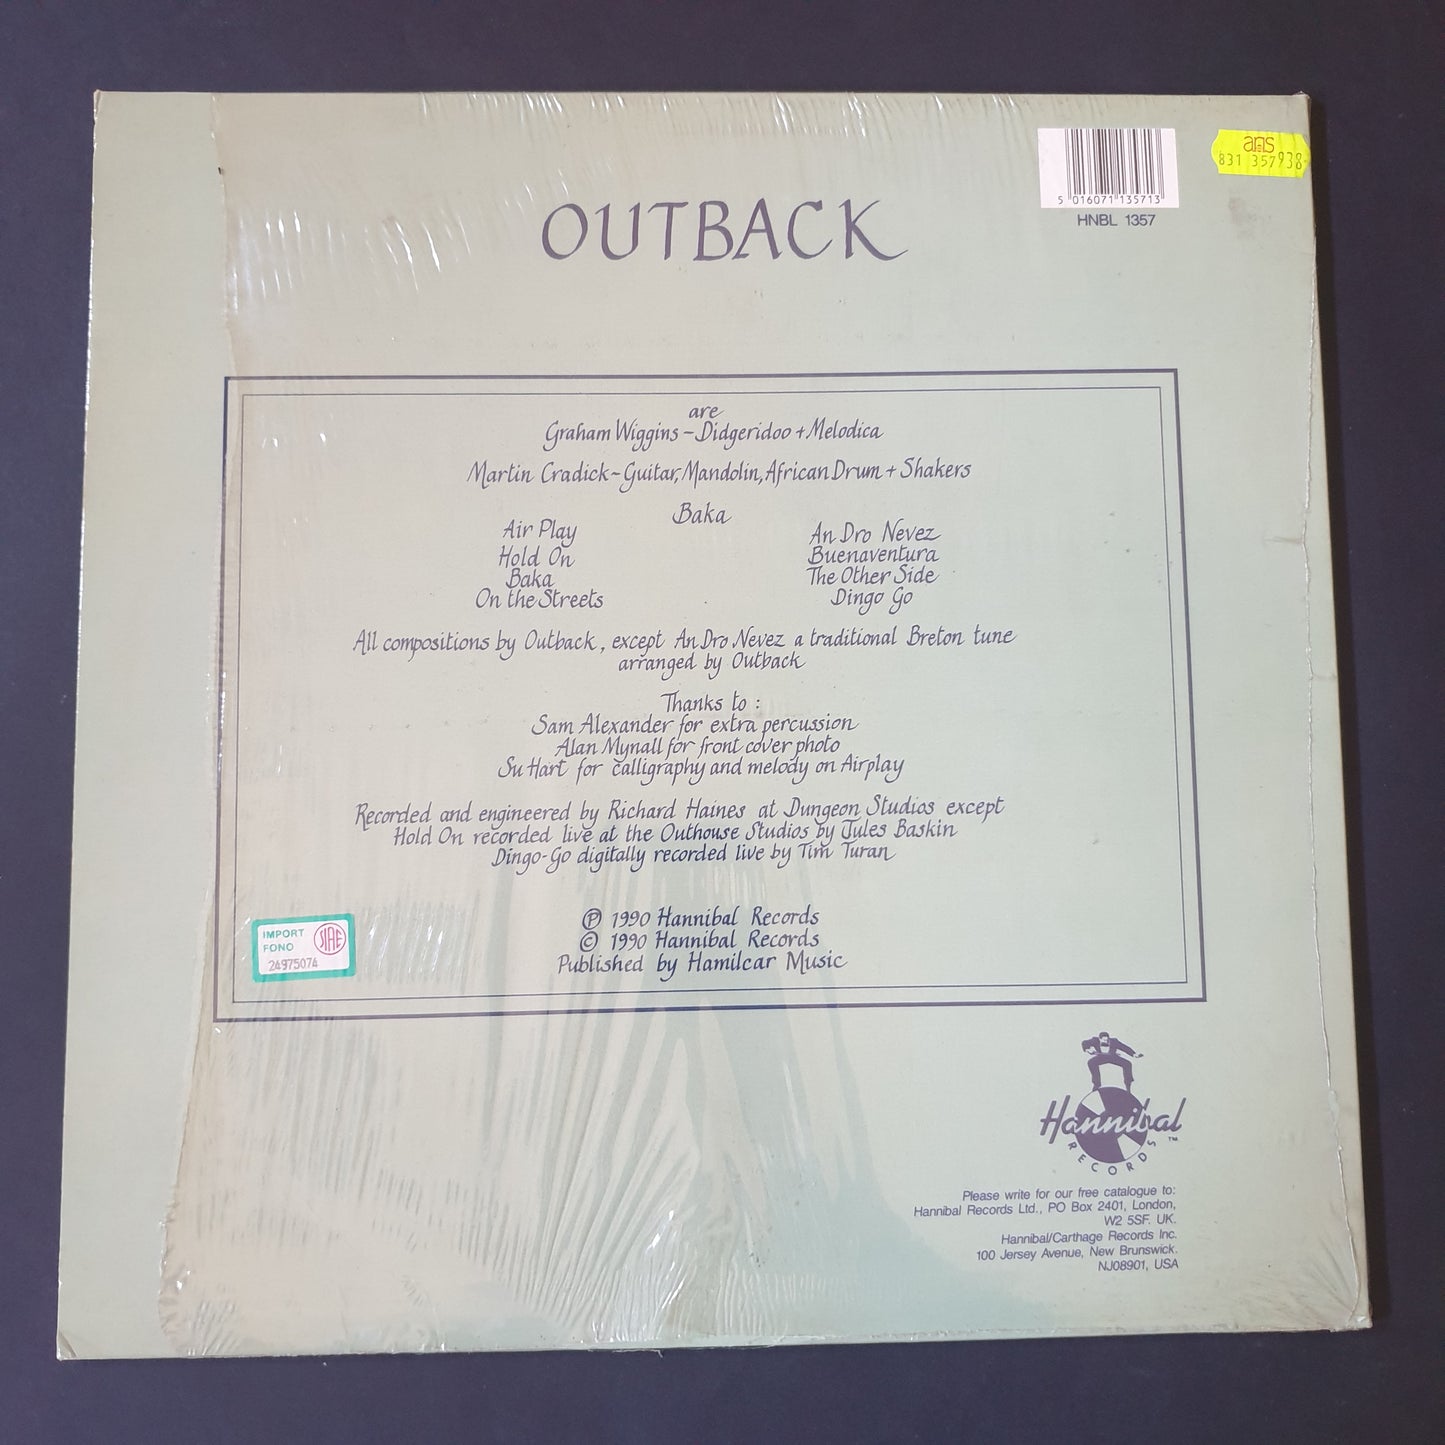 ans
831 357938
5 016071 135713
HNBL 1357
OUTBACK
are
Graham Wiggins – Didgeridoo + Melodica
Martin Cradick ~ Guitar, Mandolin, African Drum + Shakers
Baka
Air Play
Hold On
Baka
On the Streets
An Dro Nevez
Buenaventura
The Other Side
Dingo Go
All compositions by Outback, except An Dro Nevez a traditional Breton tune
arranged by Outback
Thanks to :
Sam Alexander for extra percussion
Alan Mynall for front cover photo
Su Hart for calligraphy and melody on Airplay
Recorded and engineered by Richard Haines at Dungeon Studios except
Hold On recorded live at the Outhouse Studios by Jules Baskin
Dingo-Go digitally recorded live by Tim Turan
℗ 1990 Hannibal Records
© 1990 Hannibal Records
Published by Hamilcar Music
IMPORT
FONO
SIAE
24975074
Hannibal
RECORDS ™
Please write for our free catalogue to:
Hannibal Records Ltd., PO Box 2401, London,
W2 5SF. UK.
Hannibal/Carthage Records Inc.
100 Jersey Avenue, New Brunswick.
NJ08901, USA